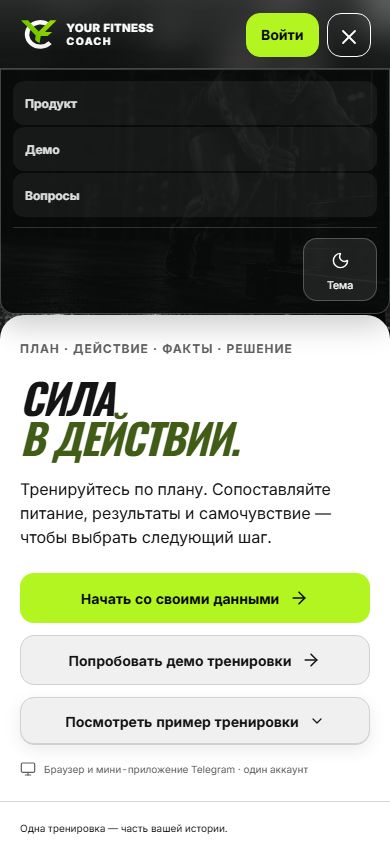 YOUR FITNESS
COACH
Войти
Продукт
Демо
Вопросы
Тема
ПЛАН · ДЕЙСТВИЕ · ФАКТЫ · РЕШЕНИЕ
СИЛА
В ДЕЙСТВИИ.
Тренируйтесь по плану. Сопоставляйте
питание, результаты и самочувствие —
чтобы выбрать следующий шаг.
Начать со своими данными
Попробовать демо тренировки
Посмотреть пример тренировки
Браузер и мини-приложение Telegram · один аккаунт
Одна тренировка — часть вашей истории.